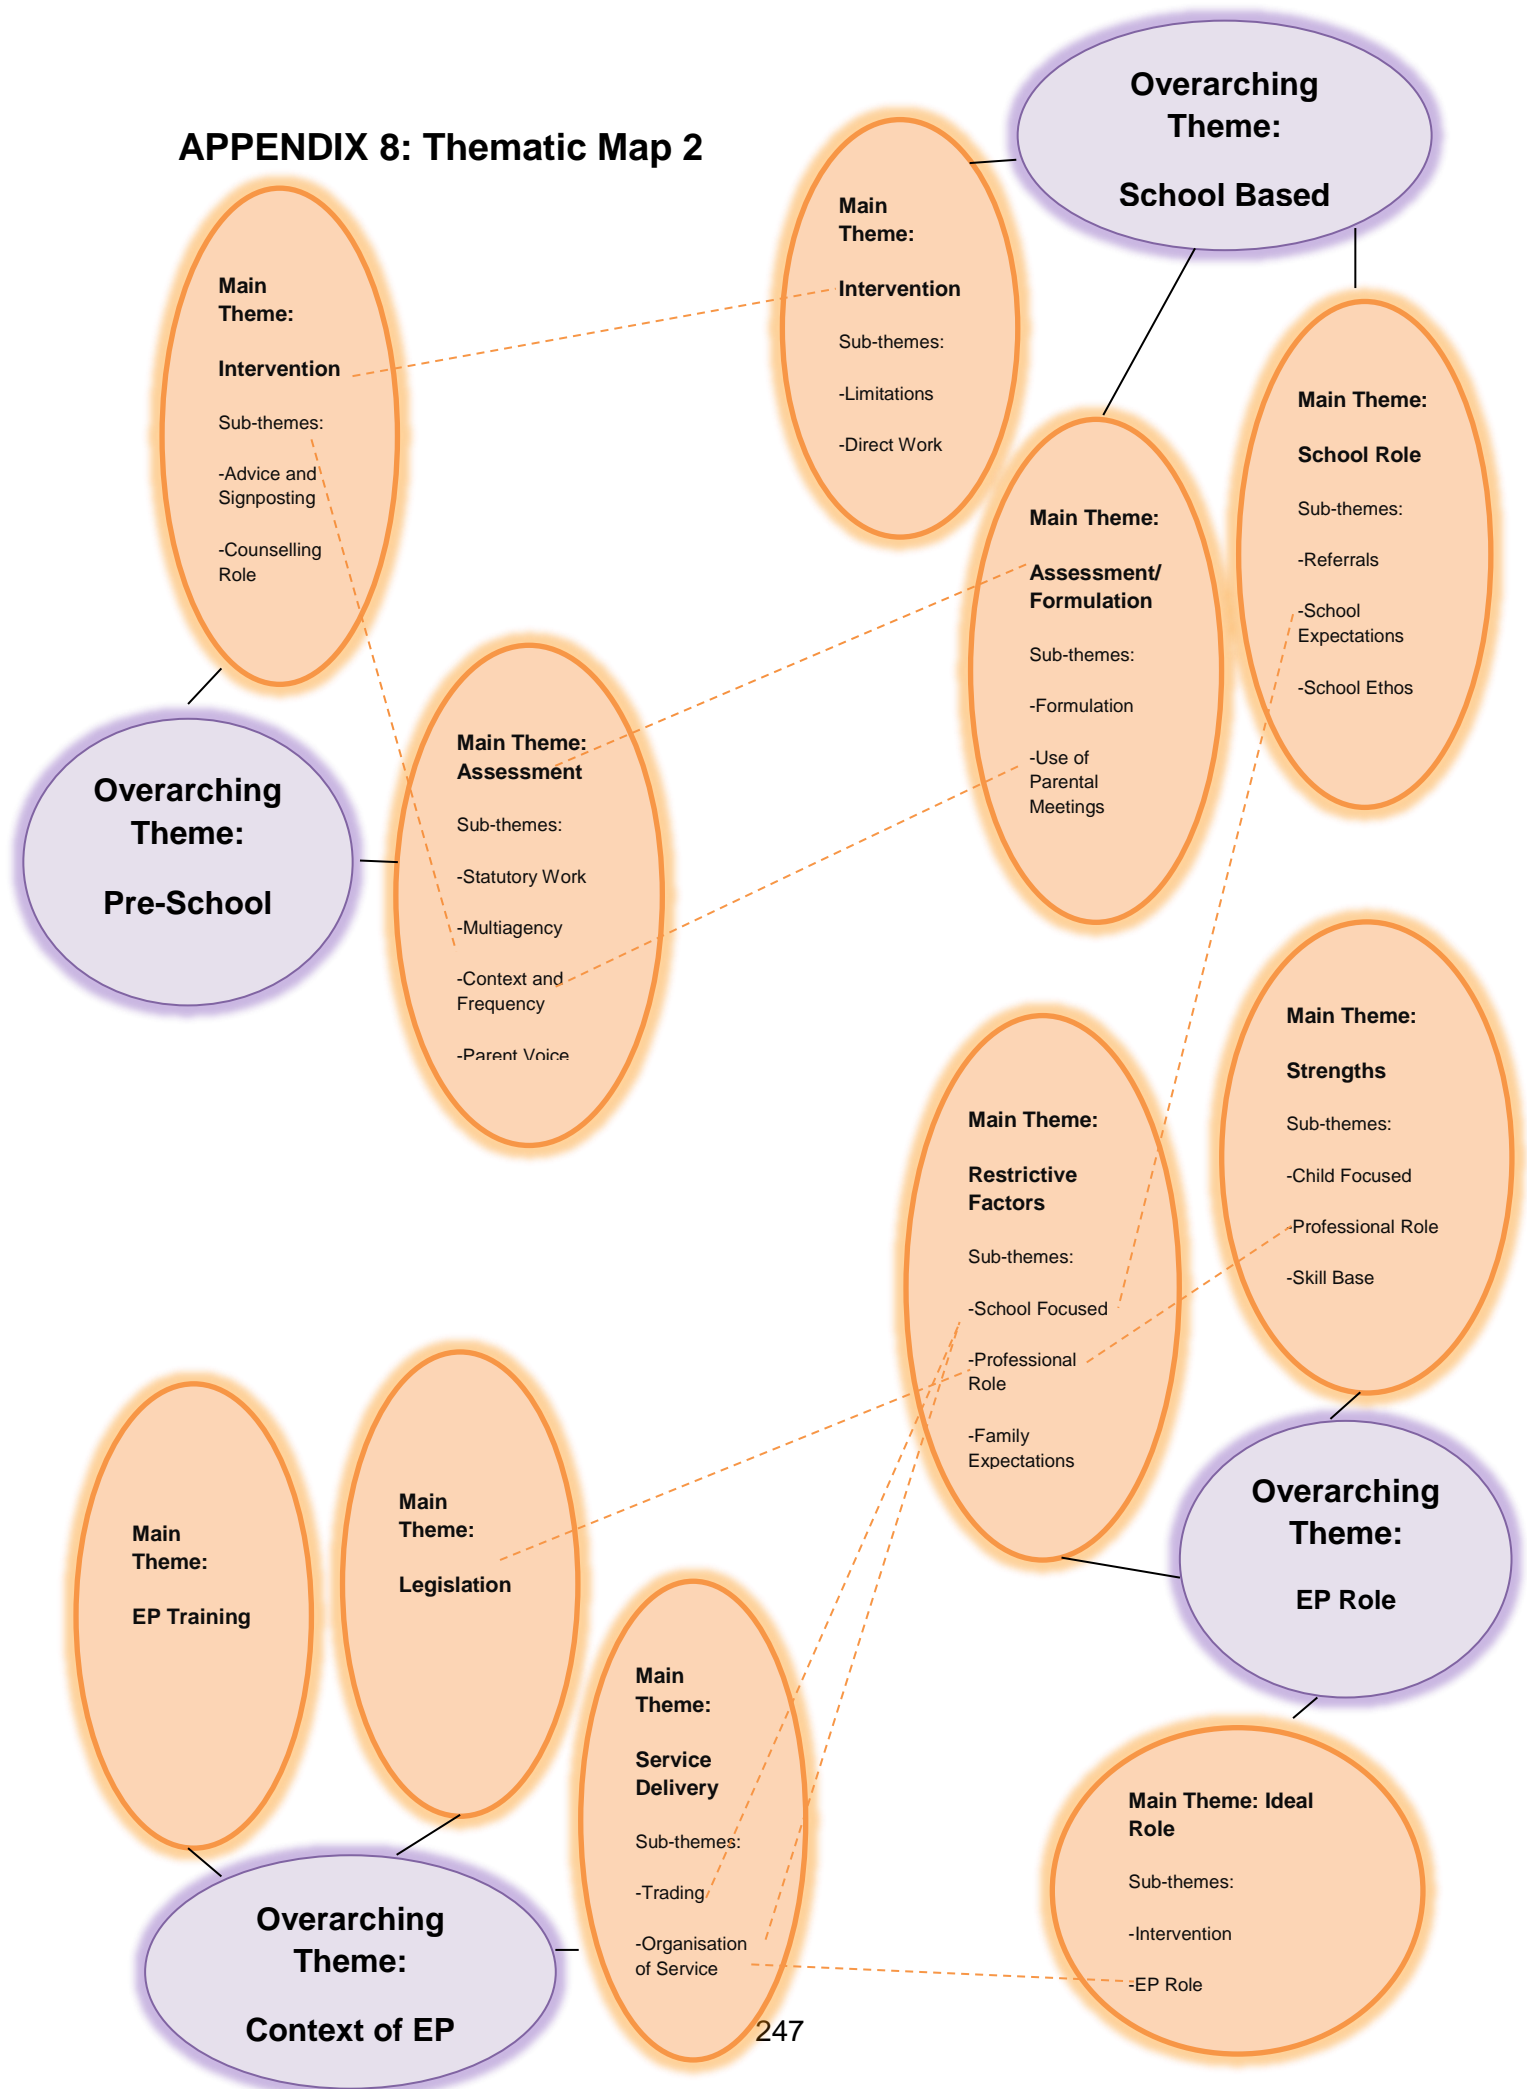 APPENDIX 8: Thematic Map 2
Overarching
Theme:
School Based
Main
Theme:
Intervention
Sub-themes:
-Limitations
-Direct Work
Main Theme:
Assessment/
Formulation
Sub-themes:
-Formulation
-Use of
Parental
Meetings
Main Theme:
School Role
Sub-themes:
-Referrals
-School
Expectations
-School Ethos
Main
Theme:
Intervention
Sub-themes:
-Advice and
Signposting
-Counselling
Role
Overarching
Theme:
Pre-School
Main Theme:
Assessment
Sub-themes:
-Statutory Work
-Multiagency
-Context and
Frequency
-Parent Voice
Main Theme:
Strengths
Sub-themes:
-Child Focused
-Professional Role
-Skill Base
Main Theme:
Restrictive
Factors
Sub-themes:
-School Focused
-Professional
Role
-Family
Expectations
Overarching
Theme:
EP Role
Main Theme: Ideal
Role
Sub-themes:
-Intervention
-EP Role
Main
Theme:
EP Training
Main
Theme:
Legislation
Main
Theme:
Service
Delivery
Sub-themes:
-Trading
-Organisation
of Service
Overarching
Theme:
Context of EP
247